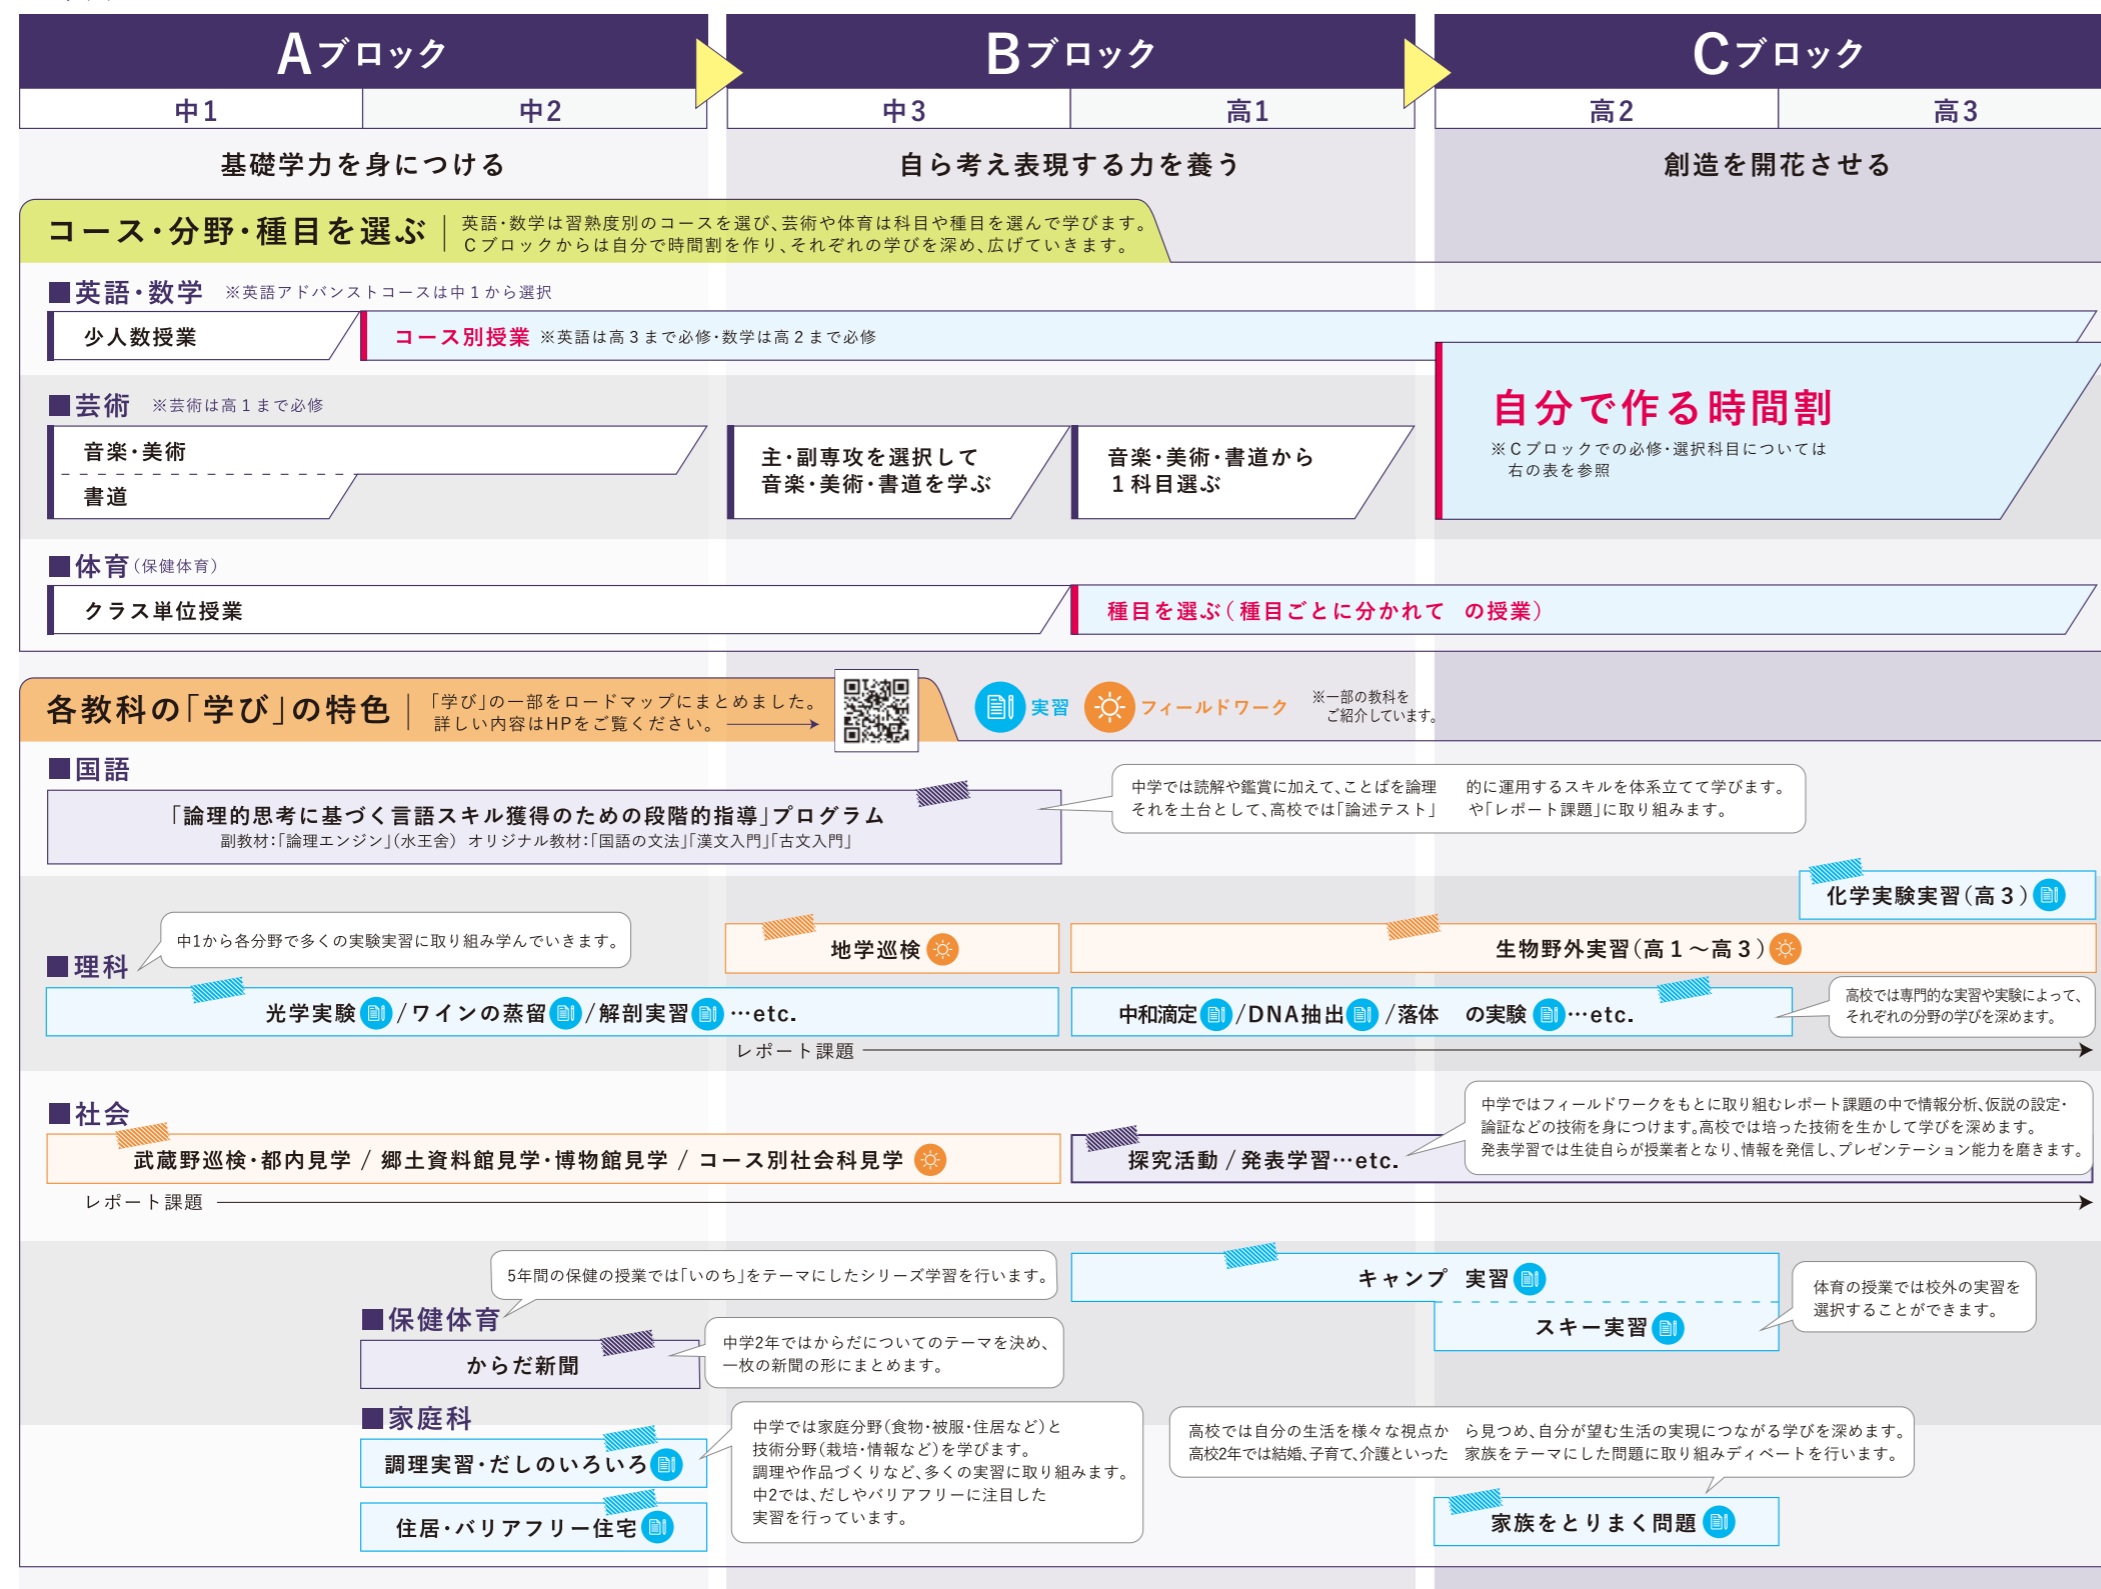 Aブロック
Bブロック
Cブロック
中1
中2
中3
高1
高2
高3
基礎学力を身につける
自ら考え表現する力を養う
創造を開花させる
コース・分野・種目を選ぶ
英語・数学は習熟度別のコースを選び、芸術や体育は科目や種目を選んで学びます。
Cブロックからは自分で時間割を作り、それぞれの学びを深め、広げていきます。
■英語・数学 ※英語アドバンストコースは中1から選択
少人数授業
コース別授業 ※英語は高3まで必修・数学は高2まで必修
■芸術 ※芸術は高1まで必修
音楽・美術
書道
主・副専攻を選択して
音楽・美術・書道を学ぶ
音楽・美術・書道から
1科目選ぶ
自分で作る時間割
※Cブロックでの必修・選択科目については
右の表を参照
■体育(保健体育)
クラス単位授業
種目を選ぶ(種目ごとに分かれて の授業)
各教科の「学び」の特色
「学び」の一部をロードマップにまとめました。
詳しい内容はHPをご覧ください。
実習
フィールドワーク
※一部の教科を
ご紹介しています。
■国語
「論理的思考に基づく言語スキル獲得のための段階的指導」プログラム
副教材:「論理エンジン」(水王舎) オリジナル教材:「国語の文法」「漢文入門」「古文入門」
中学では読解や鑑賞に加えて、ことばを論理 的に運用するスキルを体系立てて学びます。
それを土台として、高校では「論述テスト」 や「レポート課題」に取り組みます。
■理科
中1から各分野で多くの実験実習に取り組み学んでいきます。
化学実験実習(高3)
地学巡検
生物野外実習(高1〜高3)
光学実験/ワインの蒸留/解剖実習…etc.
中和滴定/DNA抽出/落体 の実験…etc.
高校では専門的な実習や実験によって、
それぞれの分野の学びを深めます。
レポート課題
■社会
武蔵野巡検・都内見学 / 郷土資料館見学・博物館見学 / コース別社会科見学
探究活動 / 発表学習…etc.
中学ではフィールドワークをもとに取り組むレポート課題の中で情報分析、仮説の設定・
論証などの技術を身につけます。高校では培った技術を生かして学びを深めます。
発表学習では生徒自らが授業者となり、情報を発信し、プレゼンテーション能力を磨きます。
レポート課題
5年間の保健の授業では「いのち」をテーマにしたシリーズ学習を行います。
■保健体育
からだ新聞
中学2年ではからだについてのテーマを決め、
一枚の新聞の形にまとめます。
キャンプ 実習
スキー実習
体育の授業では校外の実習を
選択することができます。
■家庭科
調理実習・だしのいろいろ
住居・バリアフリー住宅
中学では家庭分野(食物・被服・住居など)と
技術分野(栽培・情報など)を学びます。
調理や作品づくりなど、多くの実習に取り組みます。
中2では、だしやバリアフリーに注目した
実習を行っています。
高校では自分の生活を様々な視点か ら見つめ、自分が望む生活の実現につながる学びを深めます。
高校2年では結婚、子育て、介護といった 家族をテーマにした問題に取り組みディベートを行います。
家族をとりまく問題